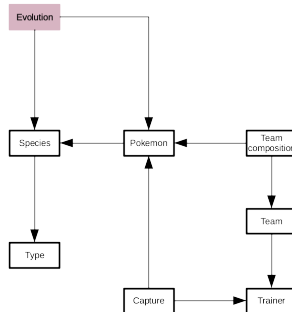 Evolution
Species
Pokemon
Team
composition
Team
Type
Capture
Trainer